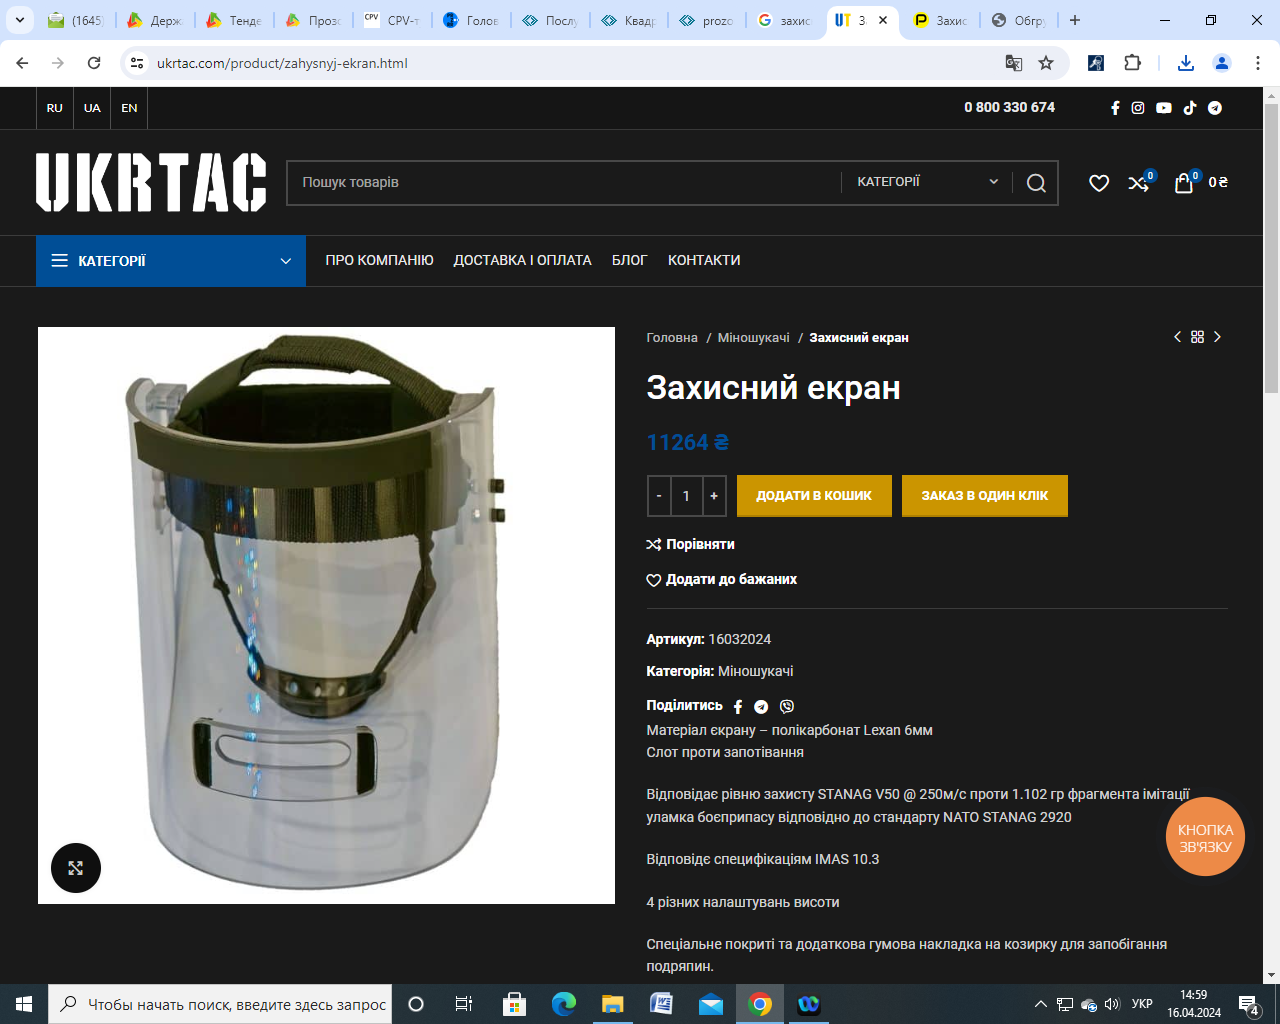 (1645)
Держ
Тенде
Прозо
CPV
CPV-т
Голов
Послу
Квадр
prozo
захис
UT З
Захис
Обґру
ukrtac.com/product/zahysnyj-ekran.html
RU UA EN
0 800 330 674
UKRTAC
Пошук товарів
КАТЕГОРІЇ
0
0
0 ₴
КАТЕГОРІЇ
ПРО КОМПАНІЮ ДОСТАВКА І ОПЛАТА БЛОГ КОНТАКТИ
Головна / Міношукачі / Захисний екран
Захисний екран
11264 ₴
- 1 +
ДОДАТИ В КОШИК
ЗАКАЗ В ОДИН КЛІК
Порівняти
Додати до бажаних
Артикул: 16032024
Категорія: Міношукачі
Поділитись
Матеріал єкрану – полікарбонат Lexan 6мм
Слот проти запотівання
Відповідає рівню захисту STANAG V50 @ 250м/с проти 1.102 гр фрагмента імітації
уламка боєприпасу відповідно до стандарту NATO STANAG 2920
КНОПКА
ЗВ'ЯЗКУ
Відповідє специфікаціям IMAS 10.3
4 різних налаштувань висоти
Спеціальне покриті та додаткова гумова накладка на козирку для запобігання
подряпин.
Чтобы начать поиск, введите здесь запрос
УКР
14:59
16.04.2024
4